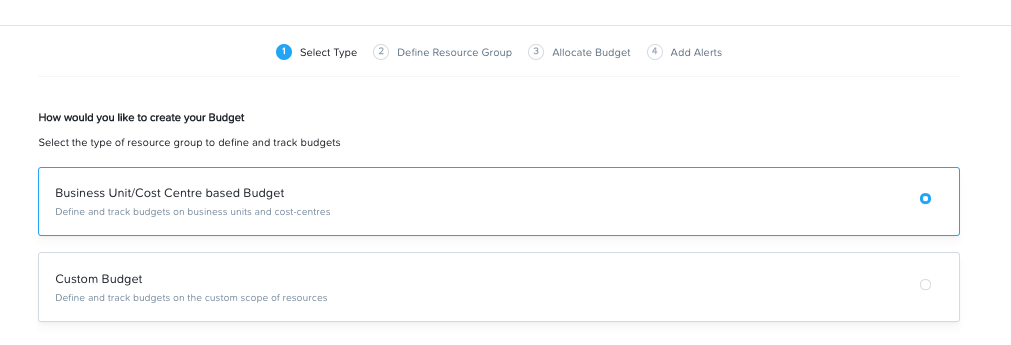 1 Select Type 2 Define Resource Group 3 Allocate Budget 4 Add Alerts
How would you like to create your Budget
Select the type of resource group to define and track budgets
Business Unit/Cost Centre based Budget
Define and track budgets on business units and cost-centres
Custom Budget
Define and track budgets on the custom scope of resources